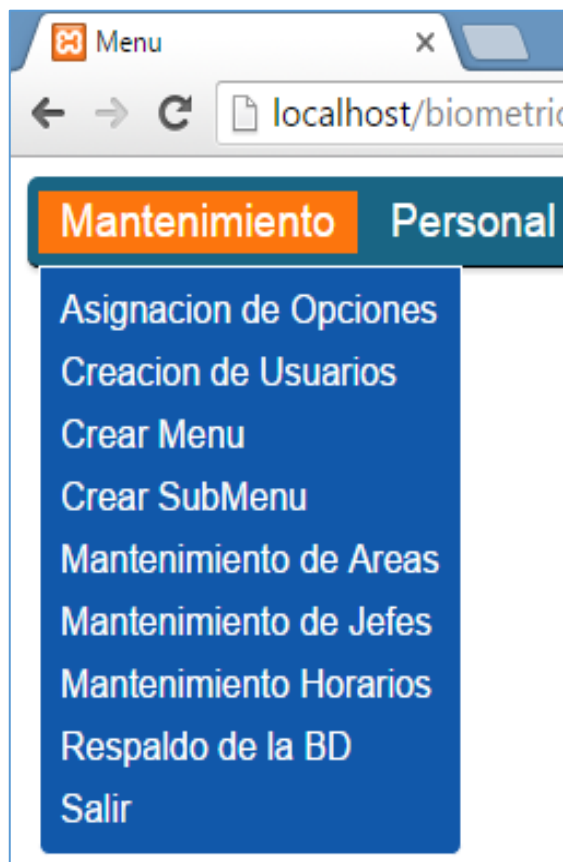 Menu
localhost/biometric
Mantenimiento Personal
Asignacion de Opciones
Creacion de Usuarios
Crear Menu
Crear SubMenu
Mantenimiento de Areas
Mantenimiento de Jefes
Mantenimiento Horarios
Respaldo de la BD
Salir